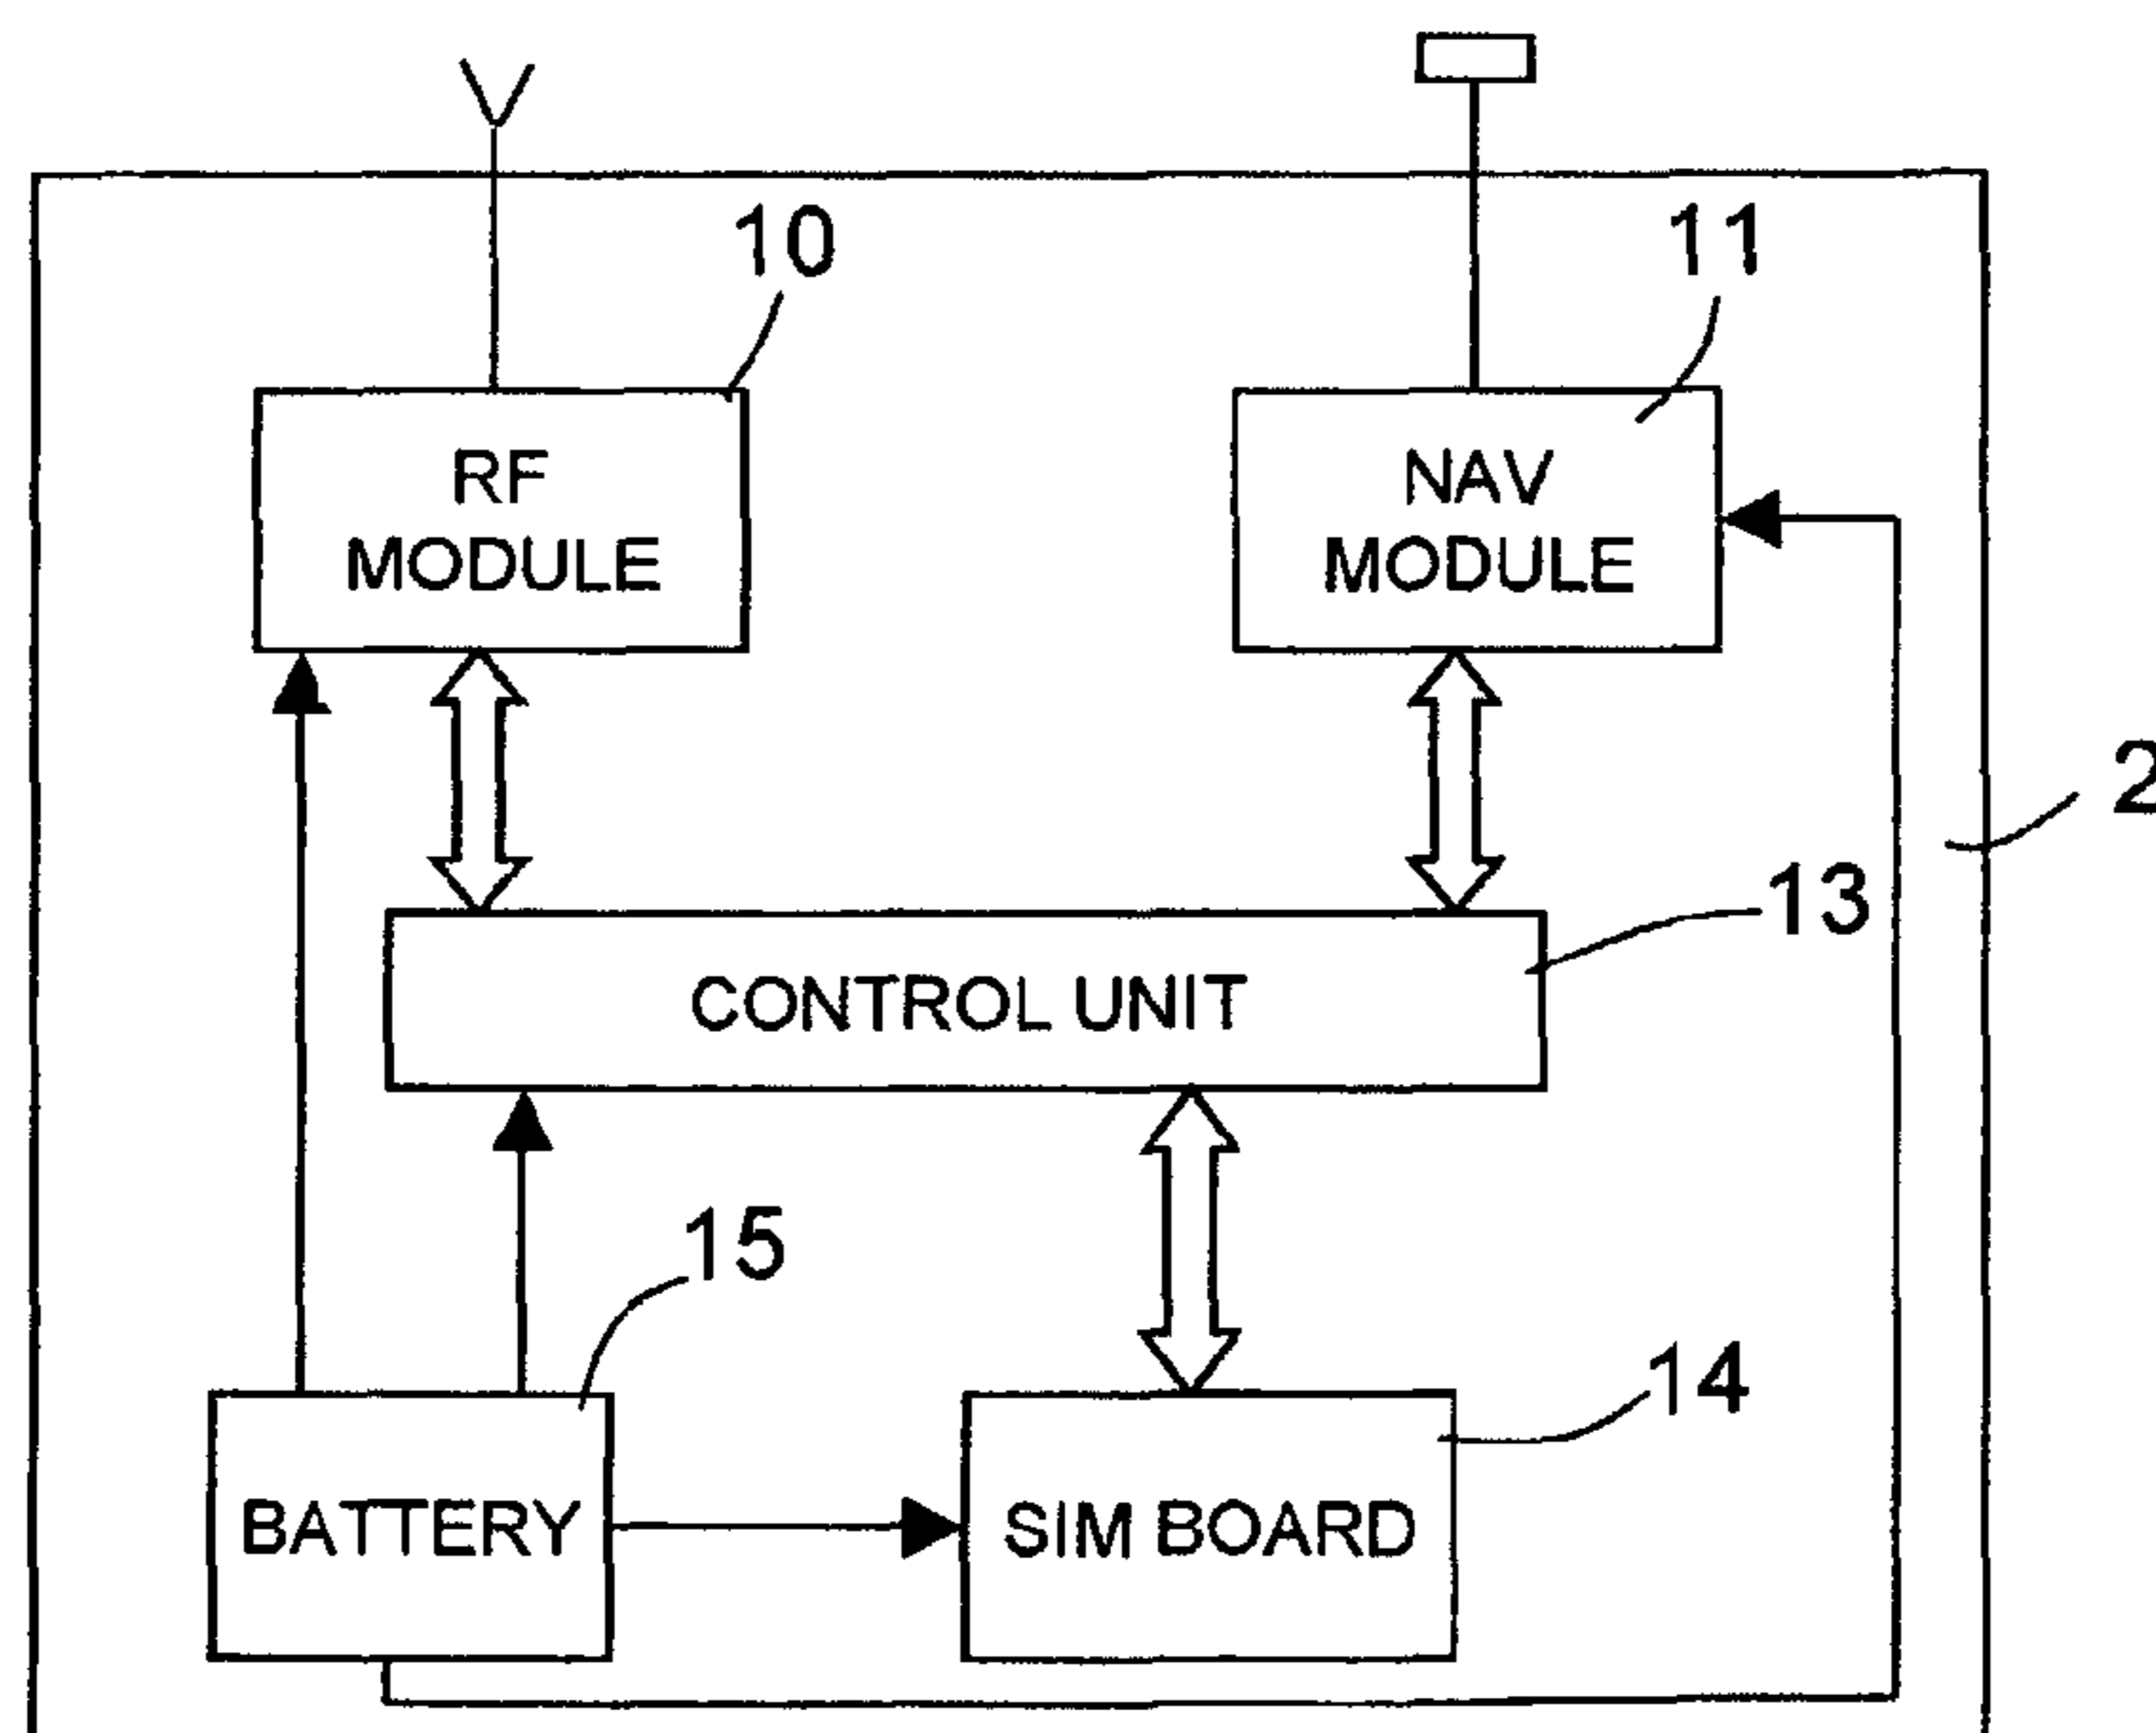 10
11
RF
MODULE
NAV
MODULE
2
13
CONTROL UNIT
15
14
BATTERY
SIM BOARD